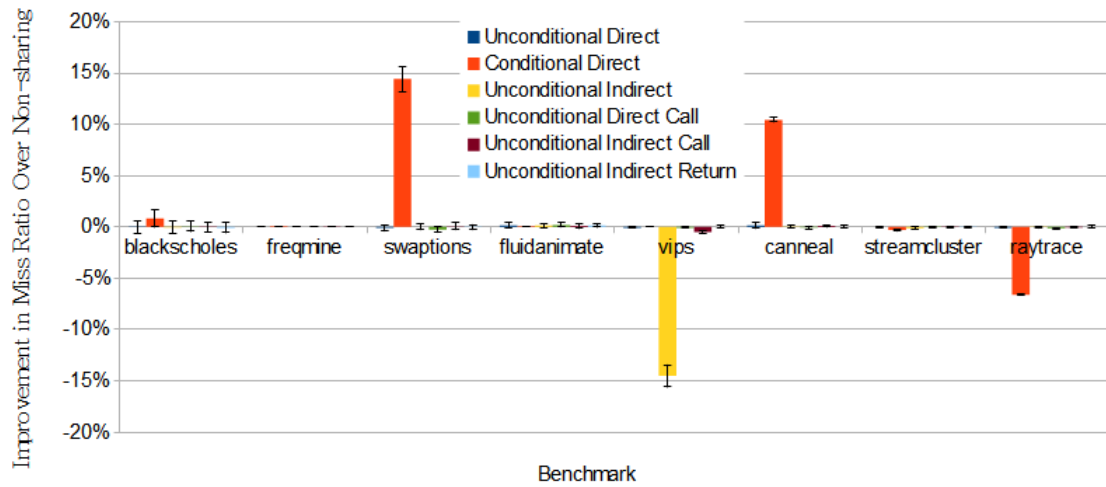 Improvement in Miss Ratio Over Non-sharing
20%
15%
10%
5%
0%
-5%
-10%
-15%
-20%
Unconditional Direct
Conditional Direct
Unconditional Indirect
Unconditional Direct Call
Unconditional Indirect Call
Unconditional Indirect Return
blackscholes freqmine swaptions fluidanimate vips canneal streamcluster raytrace
Benchmark